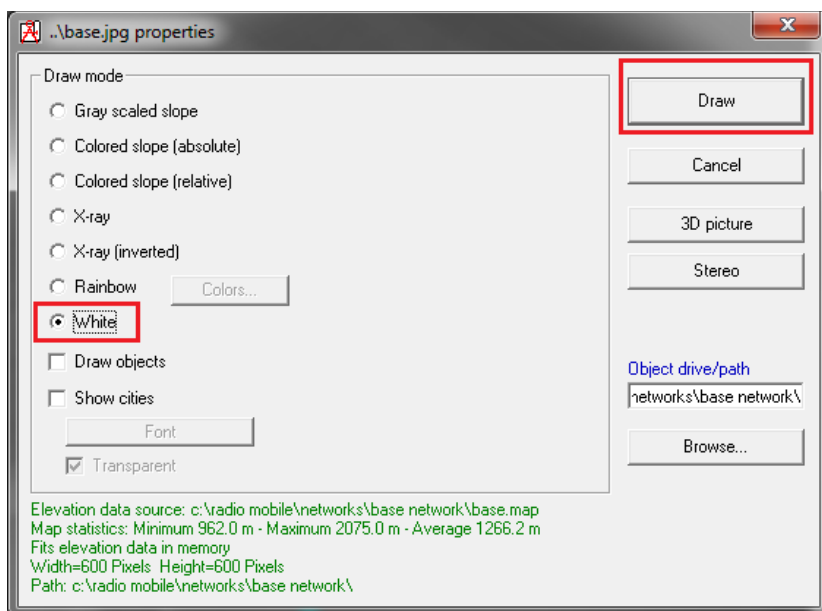 ..\base.jpg properties
Draw mode
Gray scaled slope
Colored slope (absolute)
Colored slope (relative)
X-ray
X-ray (inverted)
Rainbow
Colors...
White
Draw objects
Show cities
Font
Transparent
Draw
Cancel
3D picture
Stereo
Object drive/path
networks\base network\
Browse...
Elevation data source: c:\radio mobile\networks\base network\base.map
Map statistics: Minimum 962.0 m - Maximum 2075.0 m - Average 1266.2 m
Fits elevation data in memory
Width=600 Pixels Height=600 Pixels
Path: c:\radio mobile\networks\base network\